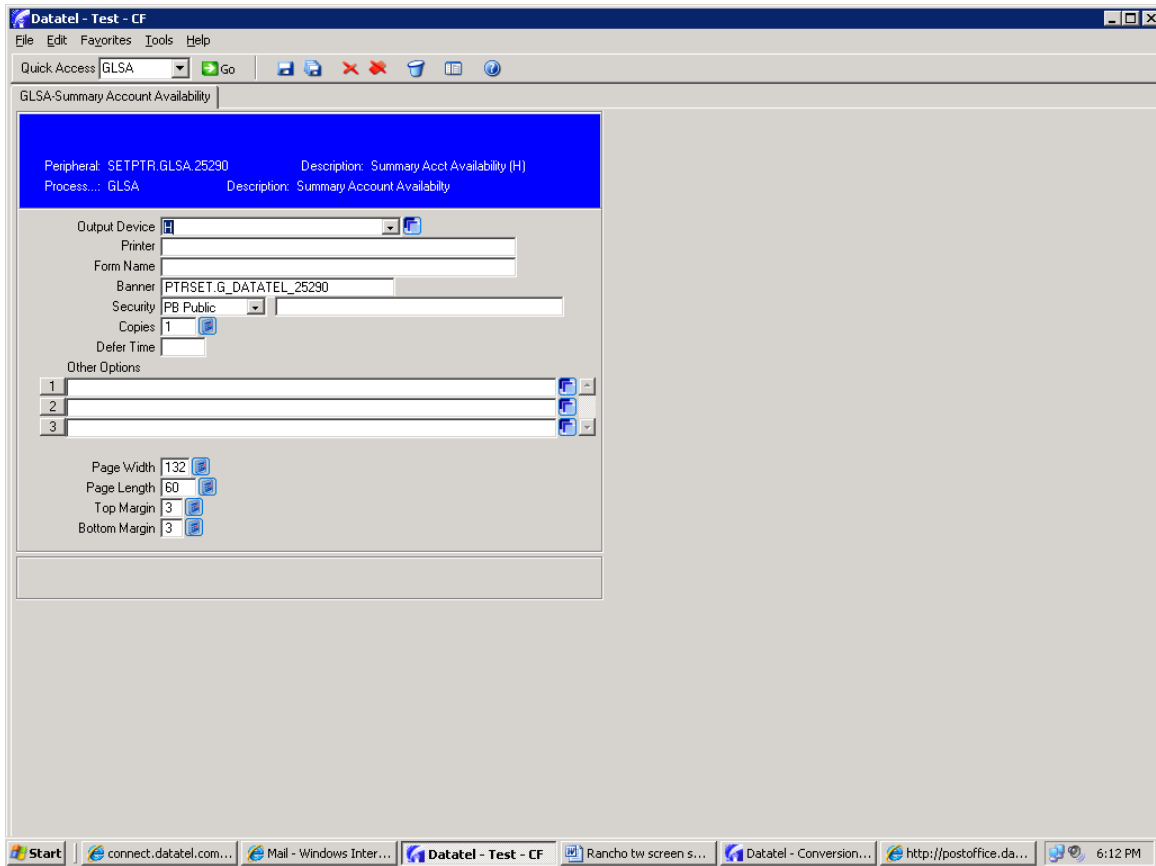 Datatel - Test - CF
File Edit Favorites Tools Help
Quick Access GLSA Go
GLSA-Summary Account Availability
Peripheral: SETPTR.GLSA.25290 Description: Summary Acct Availability (H)
Process...: GLSA Description: Summary Account Availabilty
Output Device H
Printer
Form Name
Banner PTRSET.G_DATATEL_25290
Security PB Public
Copies 1
Defer Time
Other Options
1
2
3
Page Width 132
Page Length 60
Top Margin 3
Bottom Margin 3
Start connect.datatel.com... Mail - Windows Inter... Datatel - Test - CF Rancho tw screen s... Datatel - Conversion... http://postoffice.da... 6:12 PM